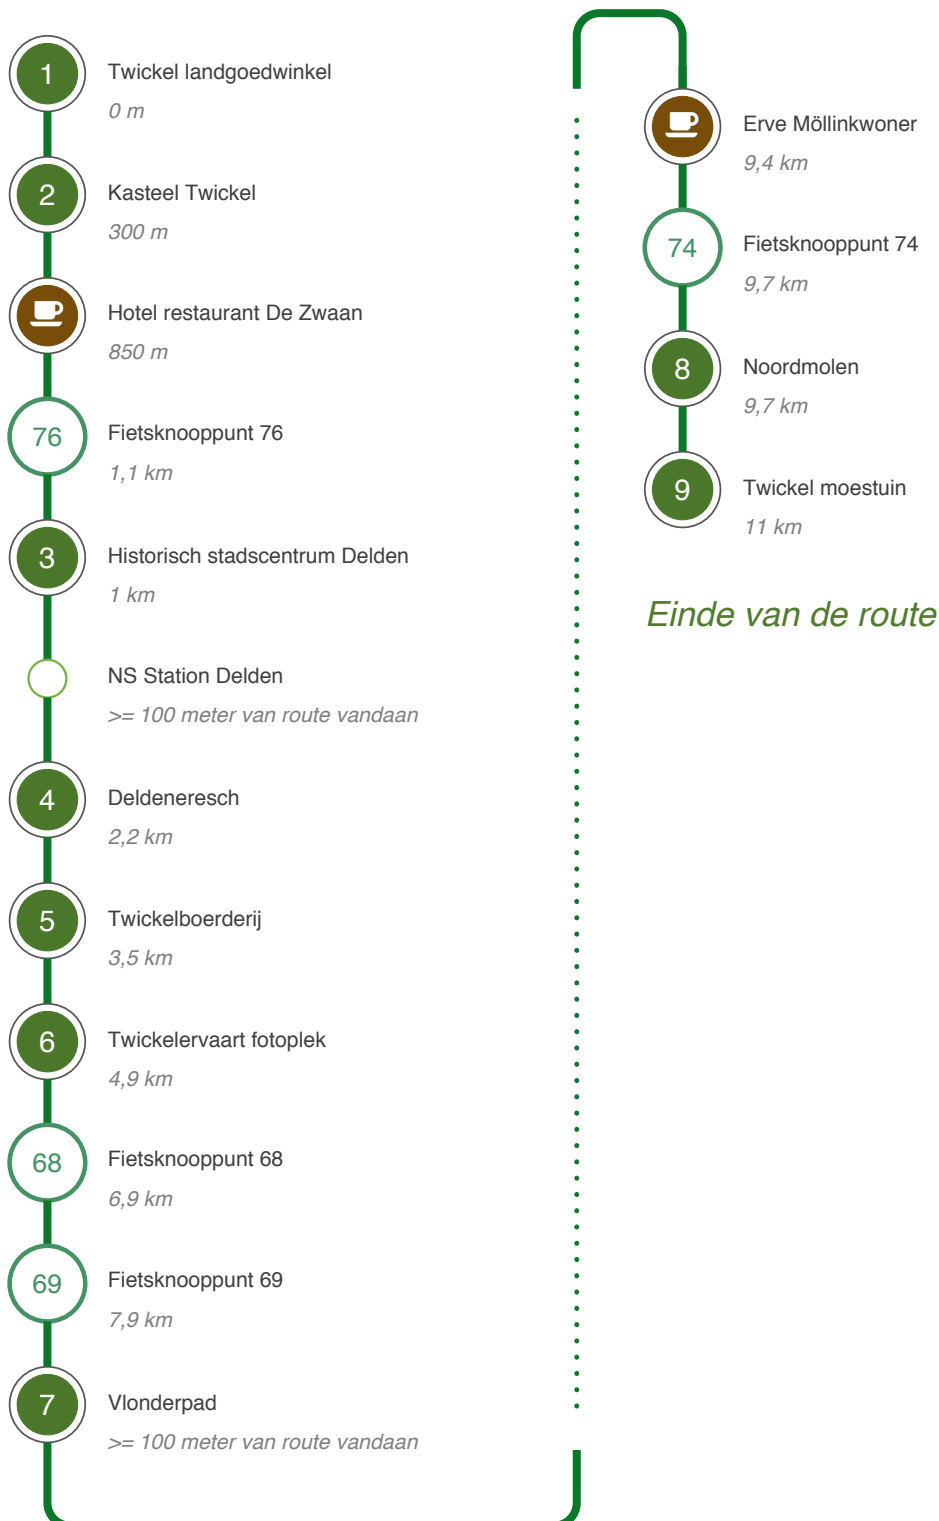 1
Twickel landgoedwinkel
0 m
2
Kasteel Twickel
300 m
Hotel restaurant De Zwaan
850 m
76
Fietsknooppunt 76
1,1 km
3
Historisch stadscentrum Delden
1 km
NS Station Delden
>= 100 meter van route vandaan
4
Deldeneresch
2,2 km
5
Twickelboerderij
3,5 km
6
Twickelervaart fotoplek
4,9 km
68
Fietsknooppunt 68
6,9 km
69
Fietsknooppunt 69
7,9 km
7
Vlonderpad
>= 100 meter van route vandaan
Erve Möllinkwoner
9,4 km
74
Fietsknooppunt 74
9,7 km
8
Noordmolen
9,7 km
9
Twickel moestuin
11 km
Einde van de route